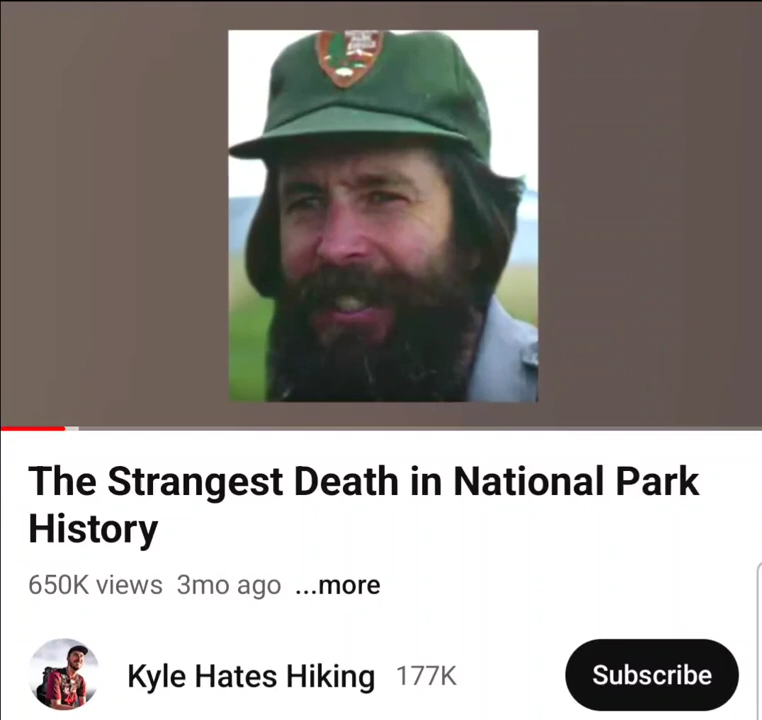 The Strangest Death in National Park
History
650K views 3mo ago ...more
Kyle Hates Hiking 177K Subscribe